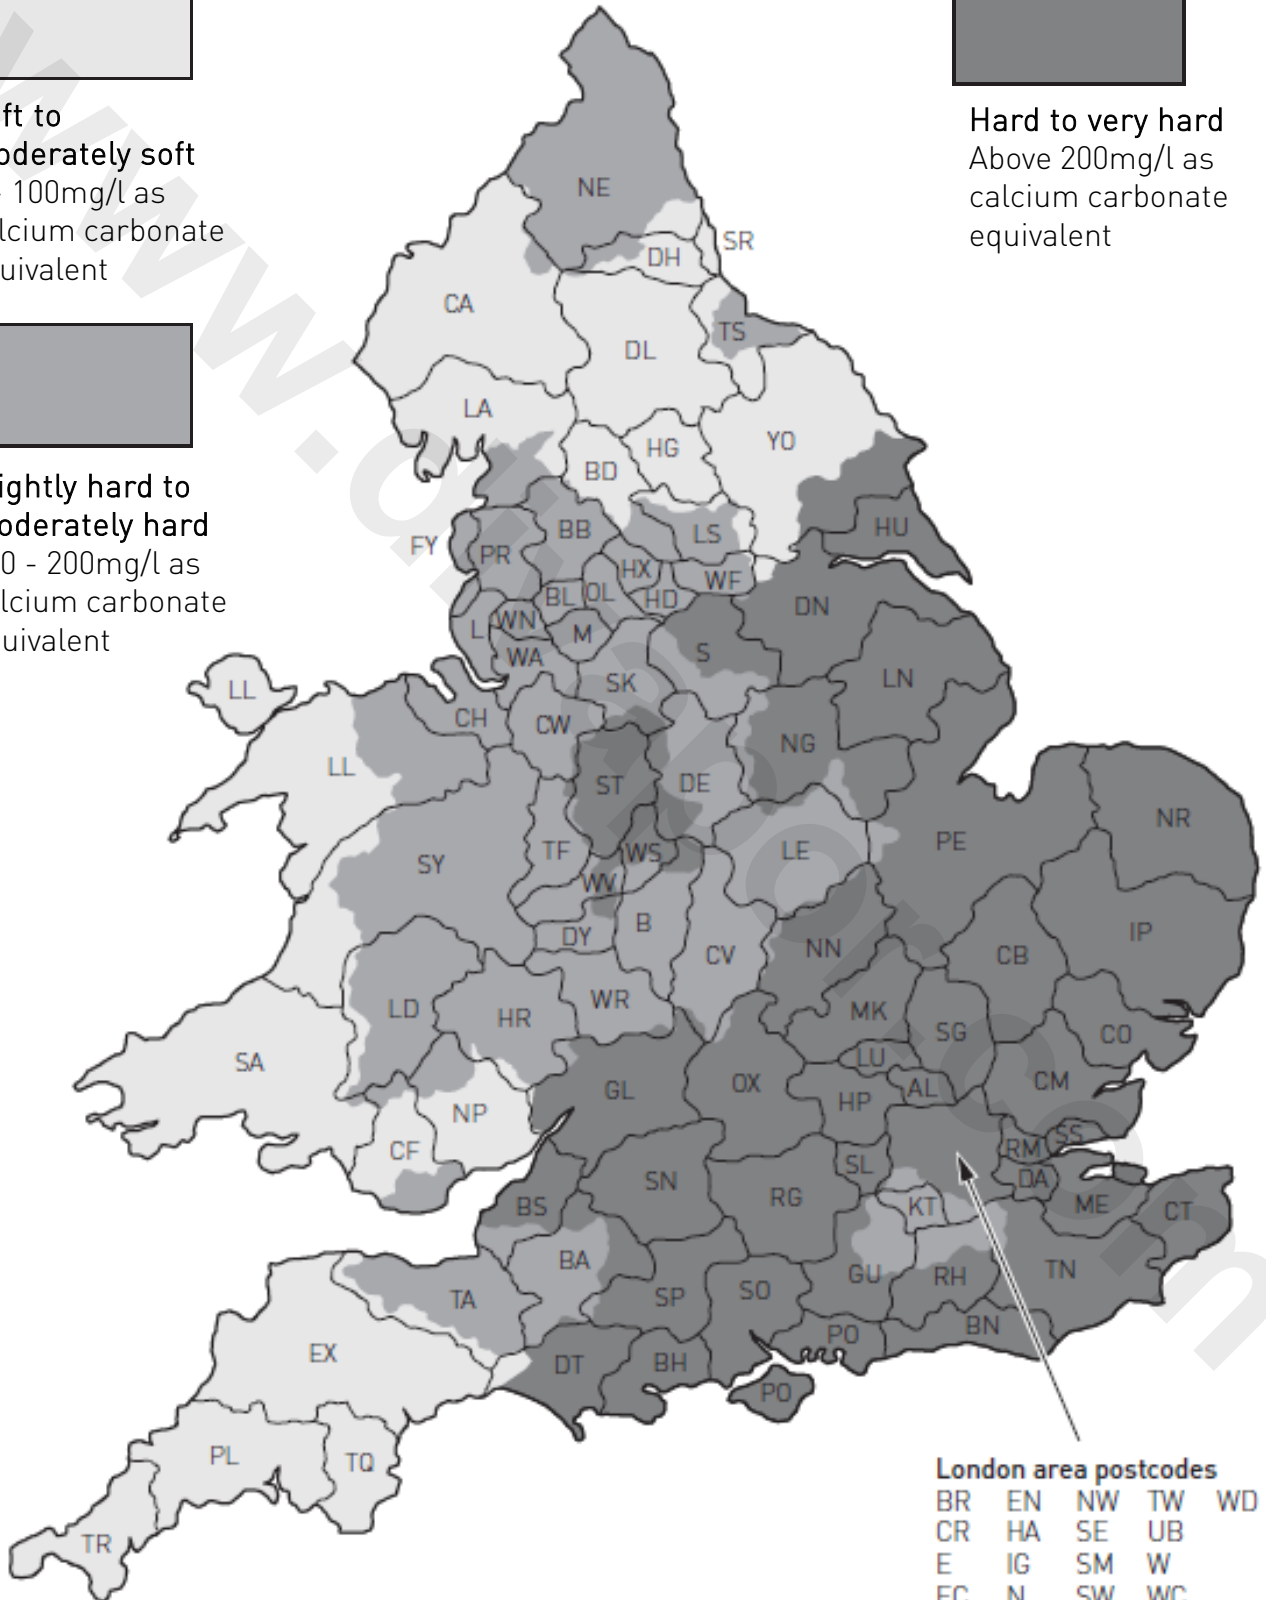 ft to
oderately soft
- 100mg/l as
lcium carbonate
uivalent
Hard to very hard
Above 200mg/l as
calcium carbonate
equivalent
ightly hard to
oderately hard
0 - 200mg/l as
lcium carbonate
quivalent
NE
SR
DH
CA
TS
DL
LA
YO
HG
BD
HU
BB
LS
FY
PR
HX
WF
BL
OL
HD
DN
L
WN
M
WA
S
SK
LN
LL
CH
CW
NG
LL
ST
DE
NR
PE
SY
TF
WS
LE
WV
B
IP
DY
CV
NN
CB
WR
LD
HR
MK
SG
CO
SA
LU
GL
OX
AL
CM
HP
NP
SS
RM
CF
SL
DA
SN
RG
KT
ME
CT
BS
BA
GU
RH
TN
TA
SP
SO
EX
PO
BN
DT
BH
PO
PL
TQ
TR
London area postcodes
BR EN NW TW WD
CR HA SE UB
E IG SM W
EC N SW WC